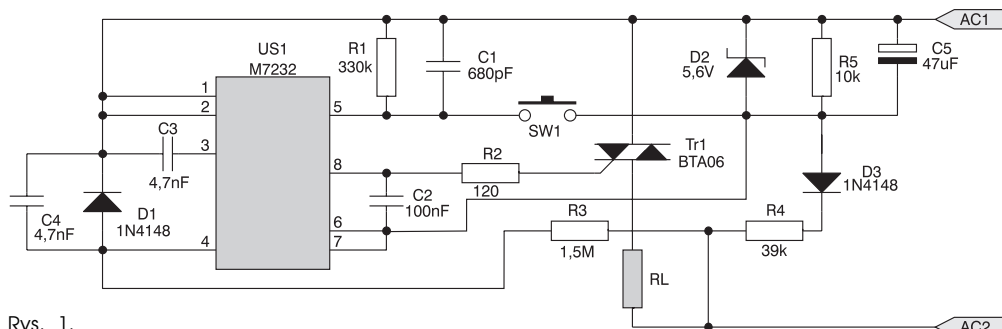 AC1
US1
M7232
R1
330k
C1
680pF
D2
5,6V
R5
10k
C5
47uF
1
2
3
4
5
8
6
7
SW1
C3
4,7nF
C4
4,7nF
D1
1N4148
R2
120
C2
100nF
Tr1
BTA06
D3
1N4148
R3
1,5M
R4
39k
RL
Rys. 1.
AC2